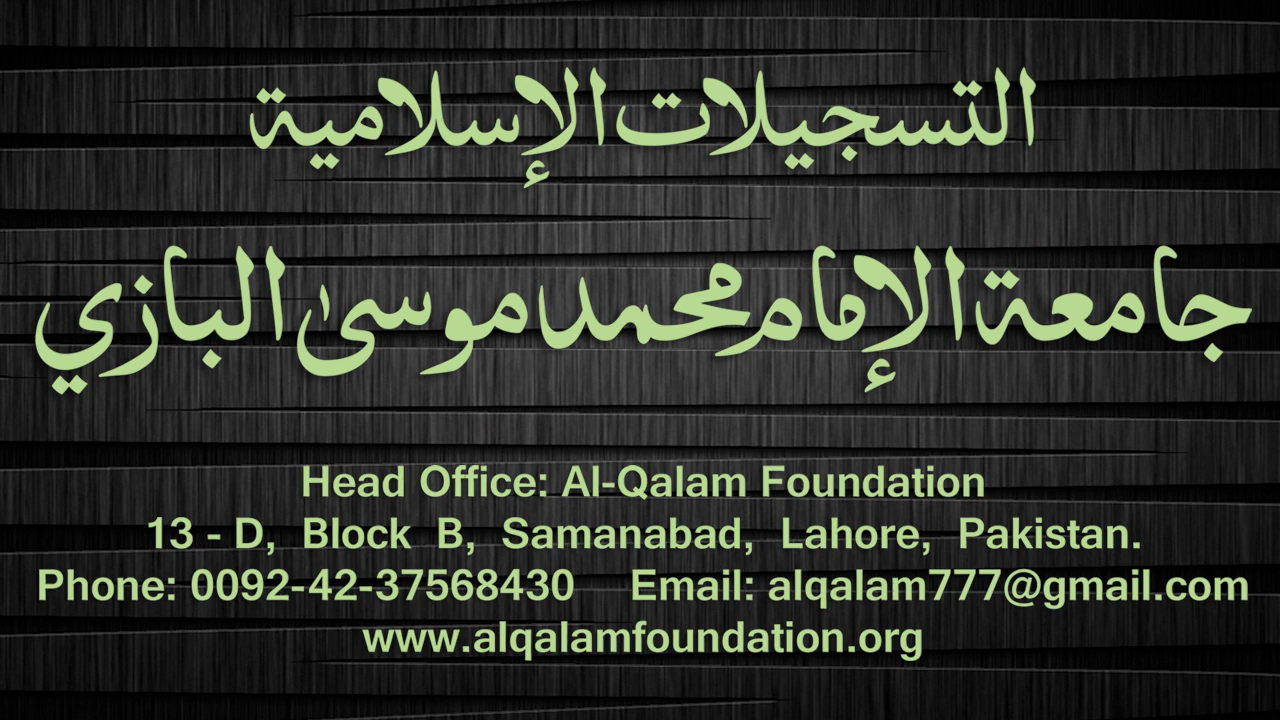 التسجيلات الإسلامية
جامعة الإمام محمد موسىٰ البازي
Head Office: Al-Qalam Foundation
13 - D, Block B, Samanabad, Lahore, Pakistan.
Phone: 0092-42-37568430 Email: alqalam777@gmail.com
www.alqalamfoundation.org